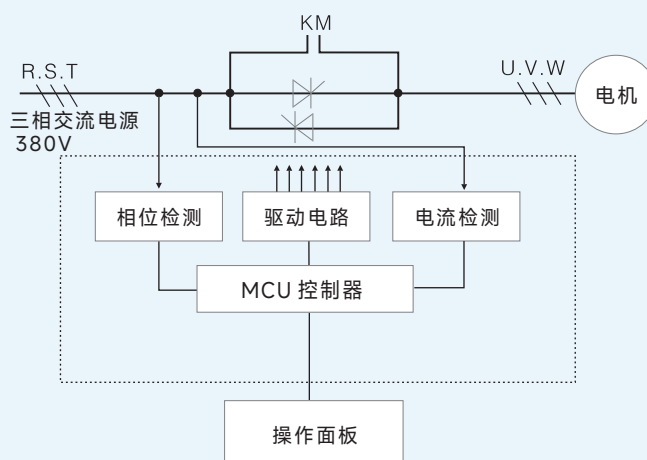 KM
R.S.T
U.V.W
电机
三相交流电源
380V
相位检测
驱动电路
电流检测
MCU 控制器
操作面板